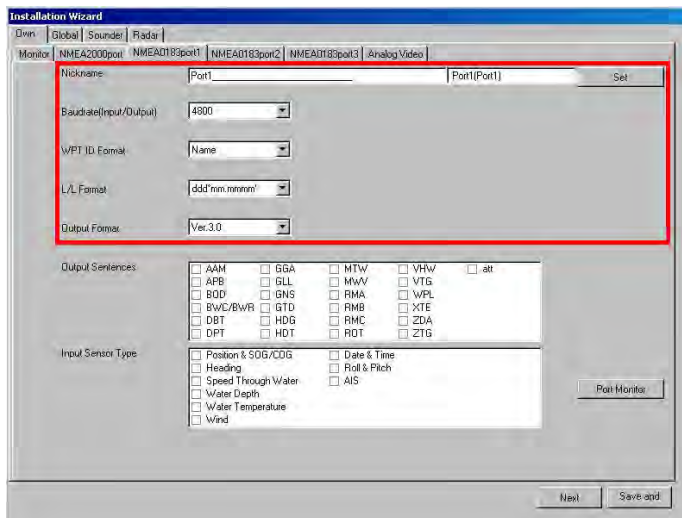 Installation Wizard
Own Global Sounder Radar
Monitor NMEA2000port NMEA0183port1 NMEA0183port2 NMEA0183port3 Analog Video
Nickname Port1 Port1(Port1) Set
Baudrate(Input/Output) 4800
WPT ID Format Name
L/L Format ddd°mm.mmmm'
Output Format Ver.3.0
Output Sentences
AAM GGA MTW VHW att
APB GLL MWV VTG
BOD GNS RMA WPL
BWC/BWR GTD RMB XTE
DBT HDG RMC ZDA
DPT HDT ROT ZTG
Input Sensor Type
Position & SOG/COG Date & Time
Heading Roll & Pitch
Speed Through Water AIS
Water Depth
Water Temperature
Wind
Port Monitor
Next Save and